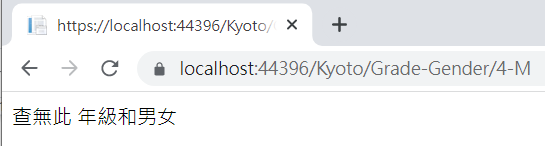 https://localhost:44396/Kyoto/
localhost:44396/Kyoto/Grade-Gender/4-M
查無此 年級和男女